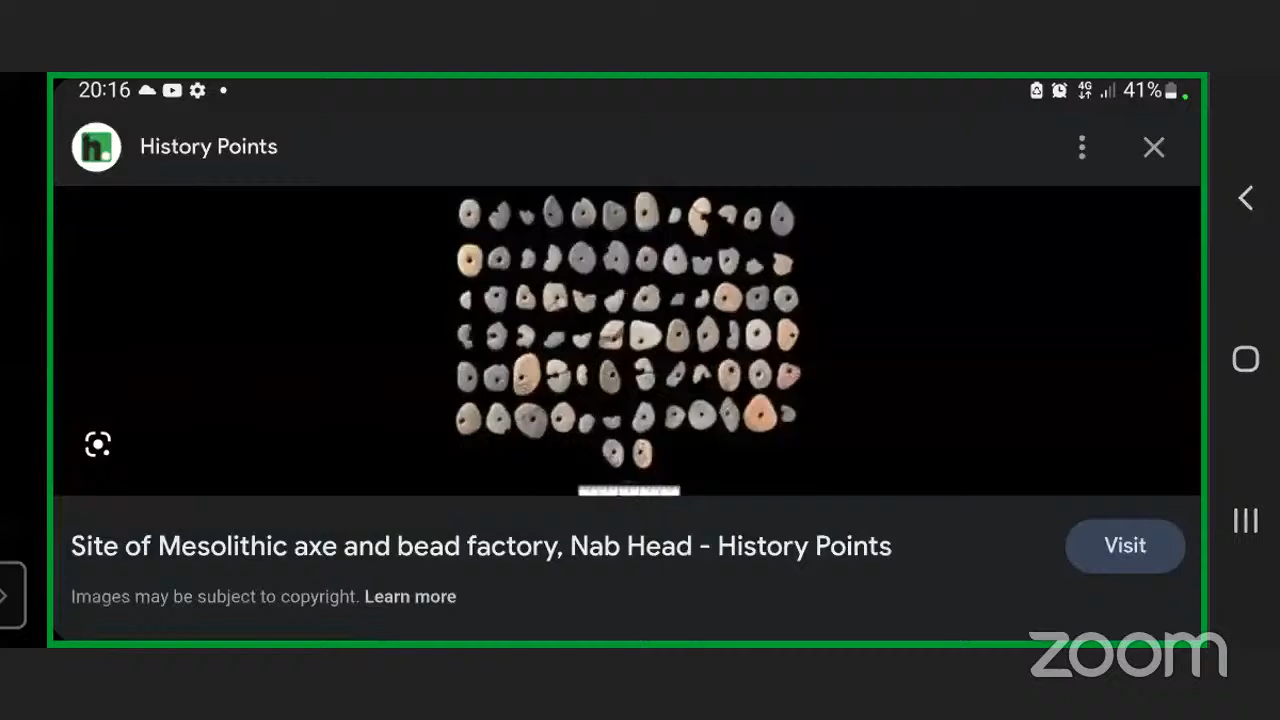 20:16 4G 41%
h.
History Points
Site of Mesolithic axe and bead factory, Nab Head - History Points
Visit
Images may be subject to copyright. Learn more
zoom